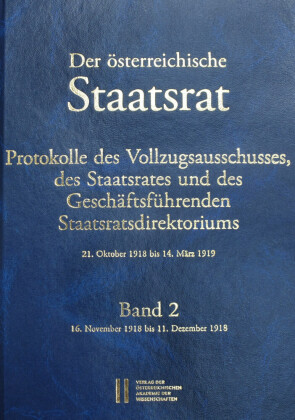 Der österreichische
Staatsrat
Protokolle des Vollzugsausschusses,
des Staatsrates und des
Geschäftsführenden
Staatsratsdirektoriums
21. Oktober 1918 bis 14. März 1919
Band 2
16. November 1918 bis 11. Dezember 1918
VERLAG DER
ÖSTERREICHISCHEN
AKADEMIE DER
WISSENSCHAFTEN